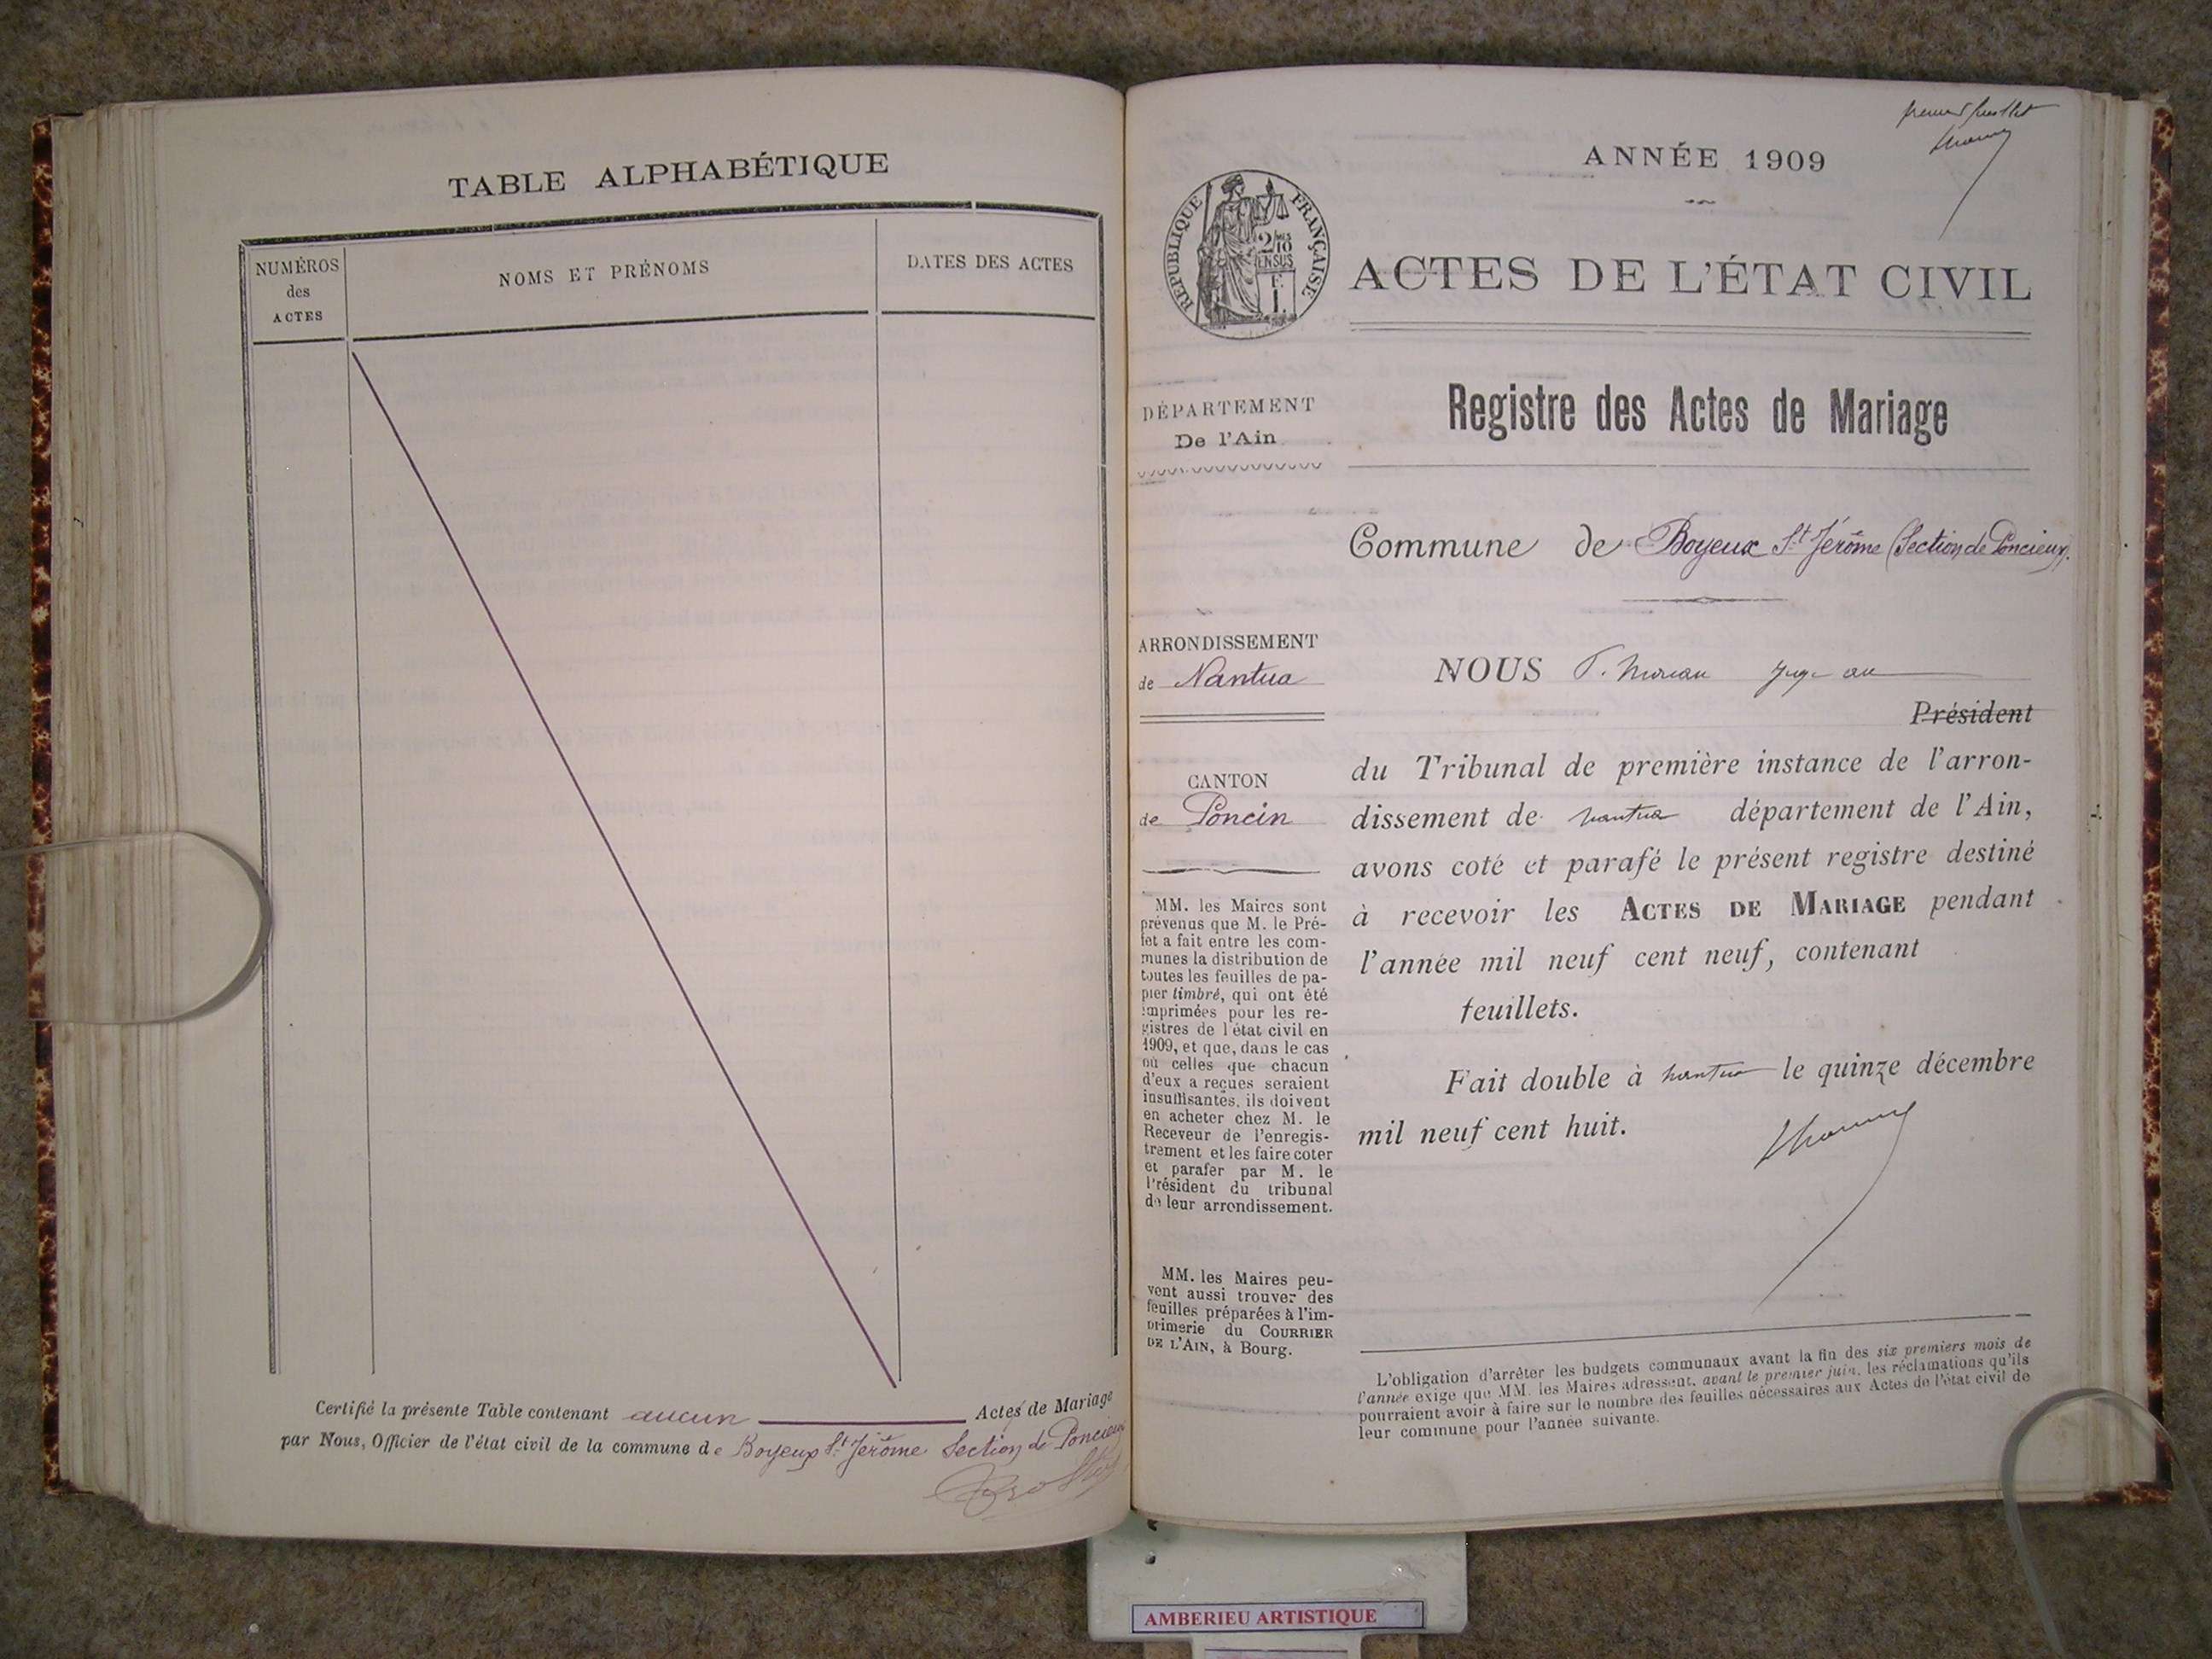 TABLE ALPHABÉTIQUE
NUMÉROS
des
ACTES
NOMS ET PRÉNOMS
DATES DES ACTES
Certifié la présente Table contenant aucun Actes de Mariage
par Nous, Officier de l'état civil de la commune de Boyeux St Jérôme Section de Poncieux
premier feuillet
ANNÉE 1909
RÉPUBLIQUE FRANÇAISE
2/10
EN SUS
1 F.
ACTES DE L'ÉTAT CIVIL
DÉPARTEMENT
De l'Ain
Registre des Actes de Mariage
Commune de Boyeux St Jérôme (Section de Poncieux).
ARRONDISSEMENT
de Nantua
CANTON
de Poncin
MM. les Maires sont
prévenus que M. le Pré-
fet a fait entre les com-
munes la distribution de
toutes les feuilles de pa-
pier timbré, qui ont été
imprimées pour les re-
gistres de l'état civil en
1909, et que, dans le cas
où celles que chacun
d'eux a reçues seraient
insuffisantes, ils doivent
en acheter chez M. le
Receveur de l'enregis-
trement et les faire coter
et parafer par M. le
Président du tribunal
de leur arrondissement.
MM. les Maires peu-
vent aussi trouver des
feuilles préparées à l'im-
primerie du COURRIER
DE L'AIN, à Bourg.
NOUS P. Moreau Juge au
Président
du Tribunal de première instance de l'arron-
dissement de Nantua département de l'Ain,
avons coté et parafé le présent registre destiné
à recevoir les ACTES DE MARIAGE pendant
l'année mil neuf cent neuf, contenant
feuillets.
Fait double à Nantua le quinze décembre
mil neuf cent huit.
L'obligation d'arrêter les budgets communaux avant la fin des six premiers mois de
l'année exige que MM. les Maires adressent, avant le premier juin, les réclamations qu'ils
pourraient avoir à faire sur le nombre des feuilles nécessaires aux Actes de l'état civil de
leur commune pour l'année suivante.
AMBERIEU ARTISTIQUE